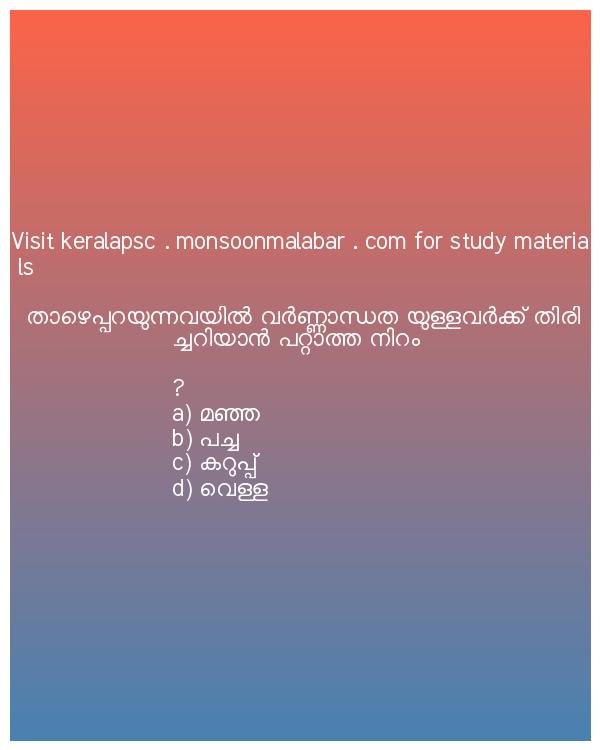 Visit keralapsc . monsoonmalabar . com for study materia
ls
താഴെപ്പറയുന്നവയിൽ വർണ്ണാന്ധത യുള്ളവർക്ക് തിരി
ച്ചറിയാൻ പറ്റാത്ത നിറം
?
a) മഞ്ഞ
b) പച്ച
c) കറുപ്പ്
d) വെള്ള